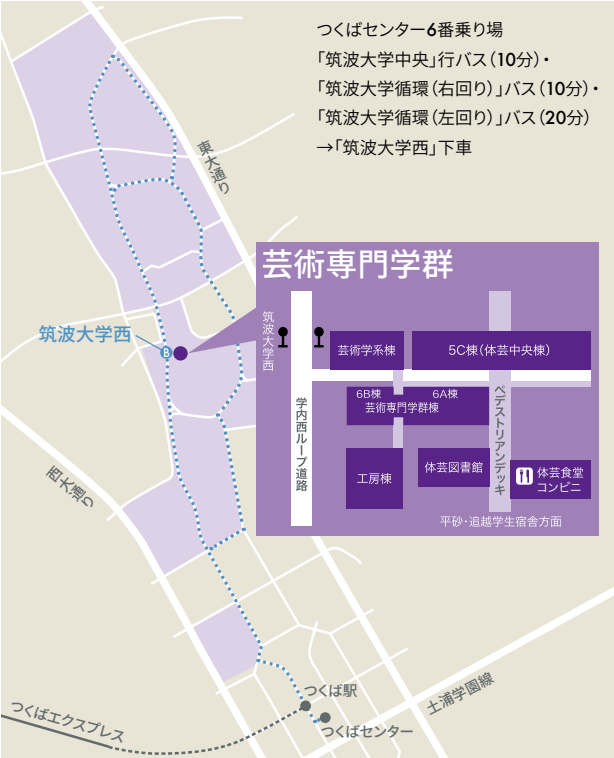 つくばセンター6番乗り場
「筑波大学中央」行バス(10分)・
「筑波大学循環(右回り)」バス(10分)・
「筑波大学循環(左回り)」バス(20分)
→「筑波大学西」下車
東大通り
芸術専門学群
筑波大学西
筑波大学西
B
芸術学系棟
5C棟(体芸中央棟)
6B棟
6A棟
芸術専門学群棟
学内西ループ道路
ペデストリアンデッキ
工房棟
体芸図書館
体芸食堂
コンビニ
平砂・追越学生宿舎方面
西大通り
つくば駅
つくばセンター
土浦学園線
つくばエクスプレス